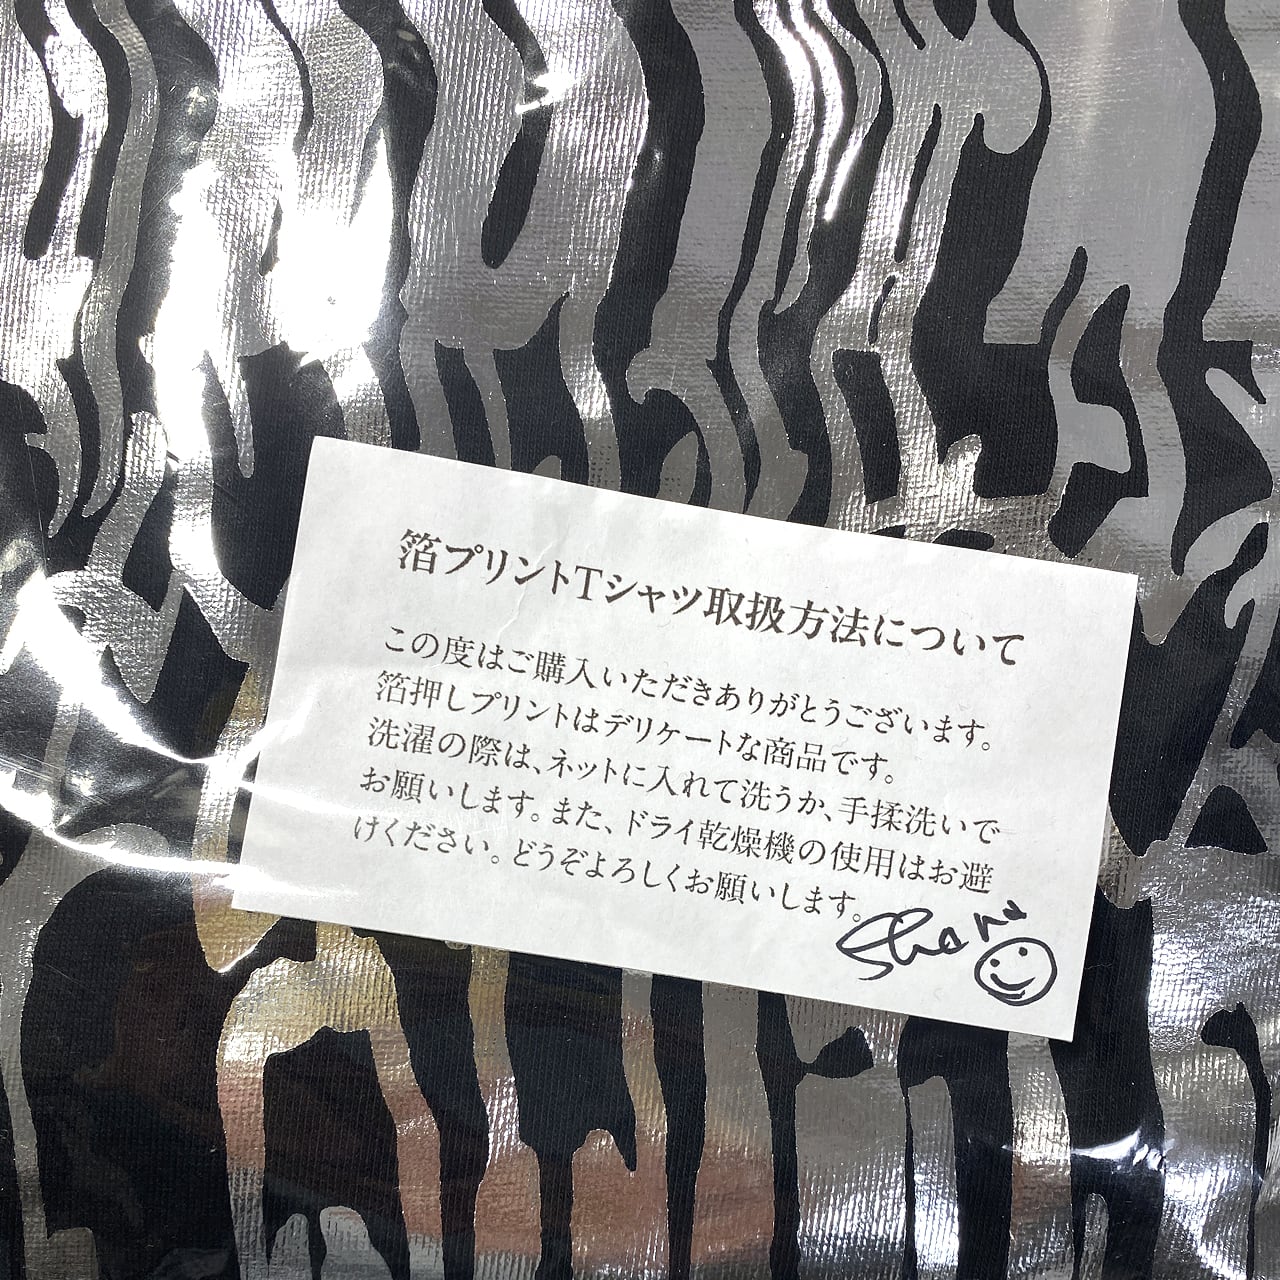 箔プリントTシャツ取扱方法について
この度はご購入いただきありがとうございます。
箔押しプリントはデリケートな商品です。
洗濯の際は、ネットに入れて洗うか、手揉洗いで
お願いします。また、ドライ乾燥機の使用はお避
けください。どうぞよろしくお願いします。